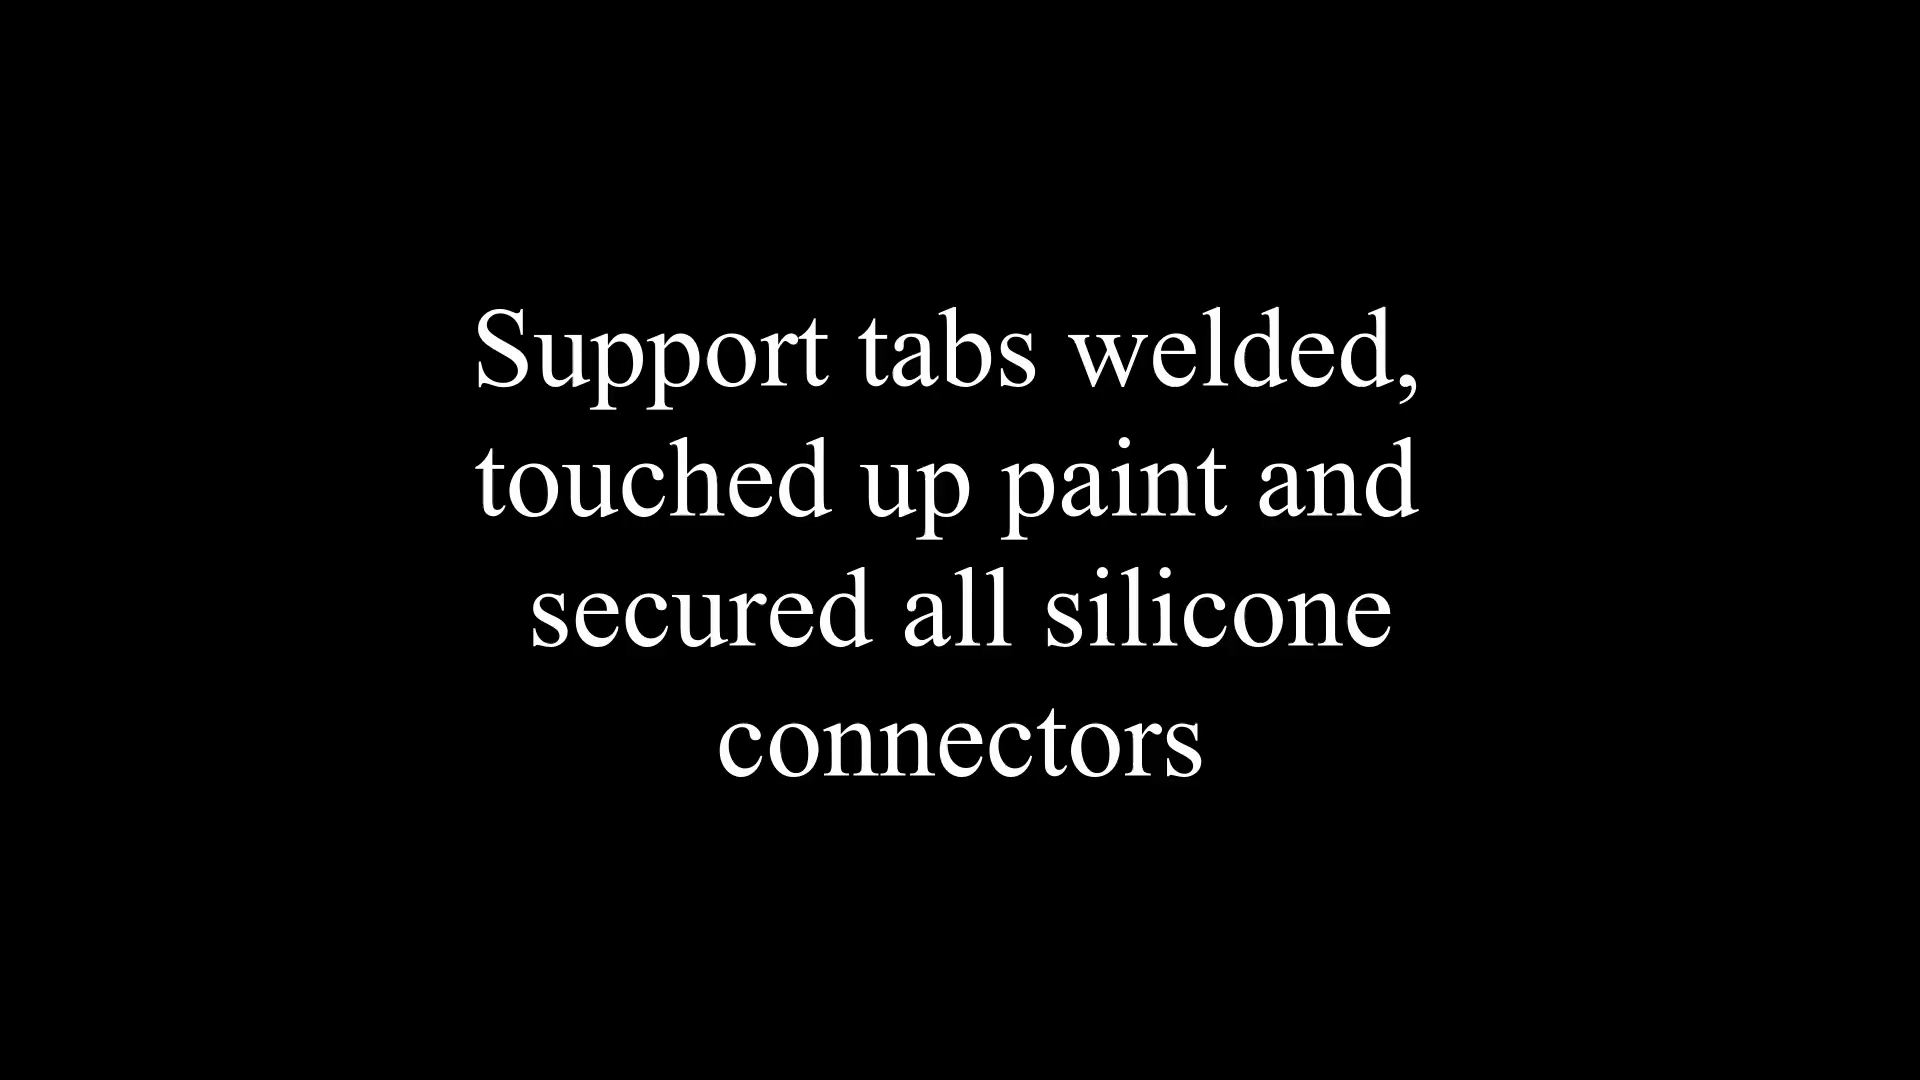 Support tabs welded,
touched up paint and
secured all silicone
connectors